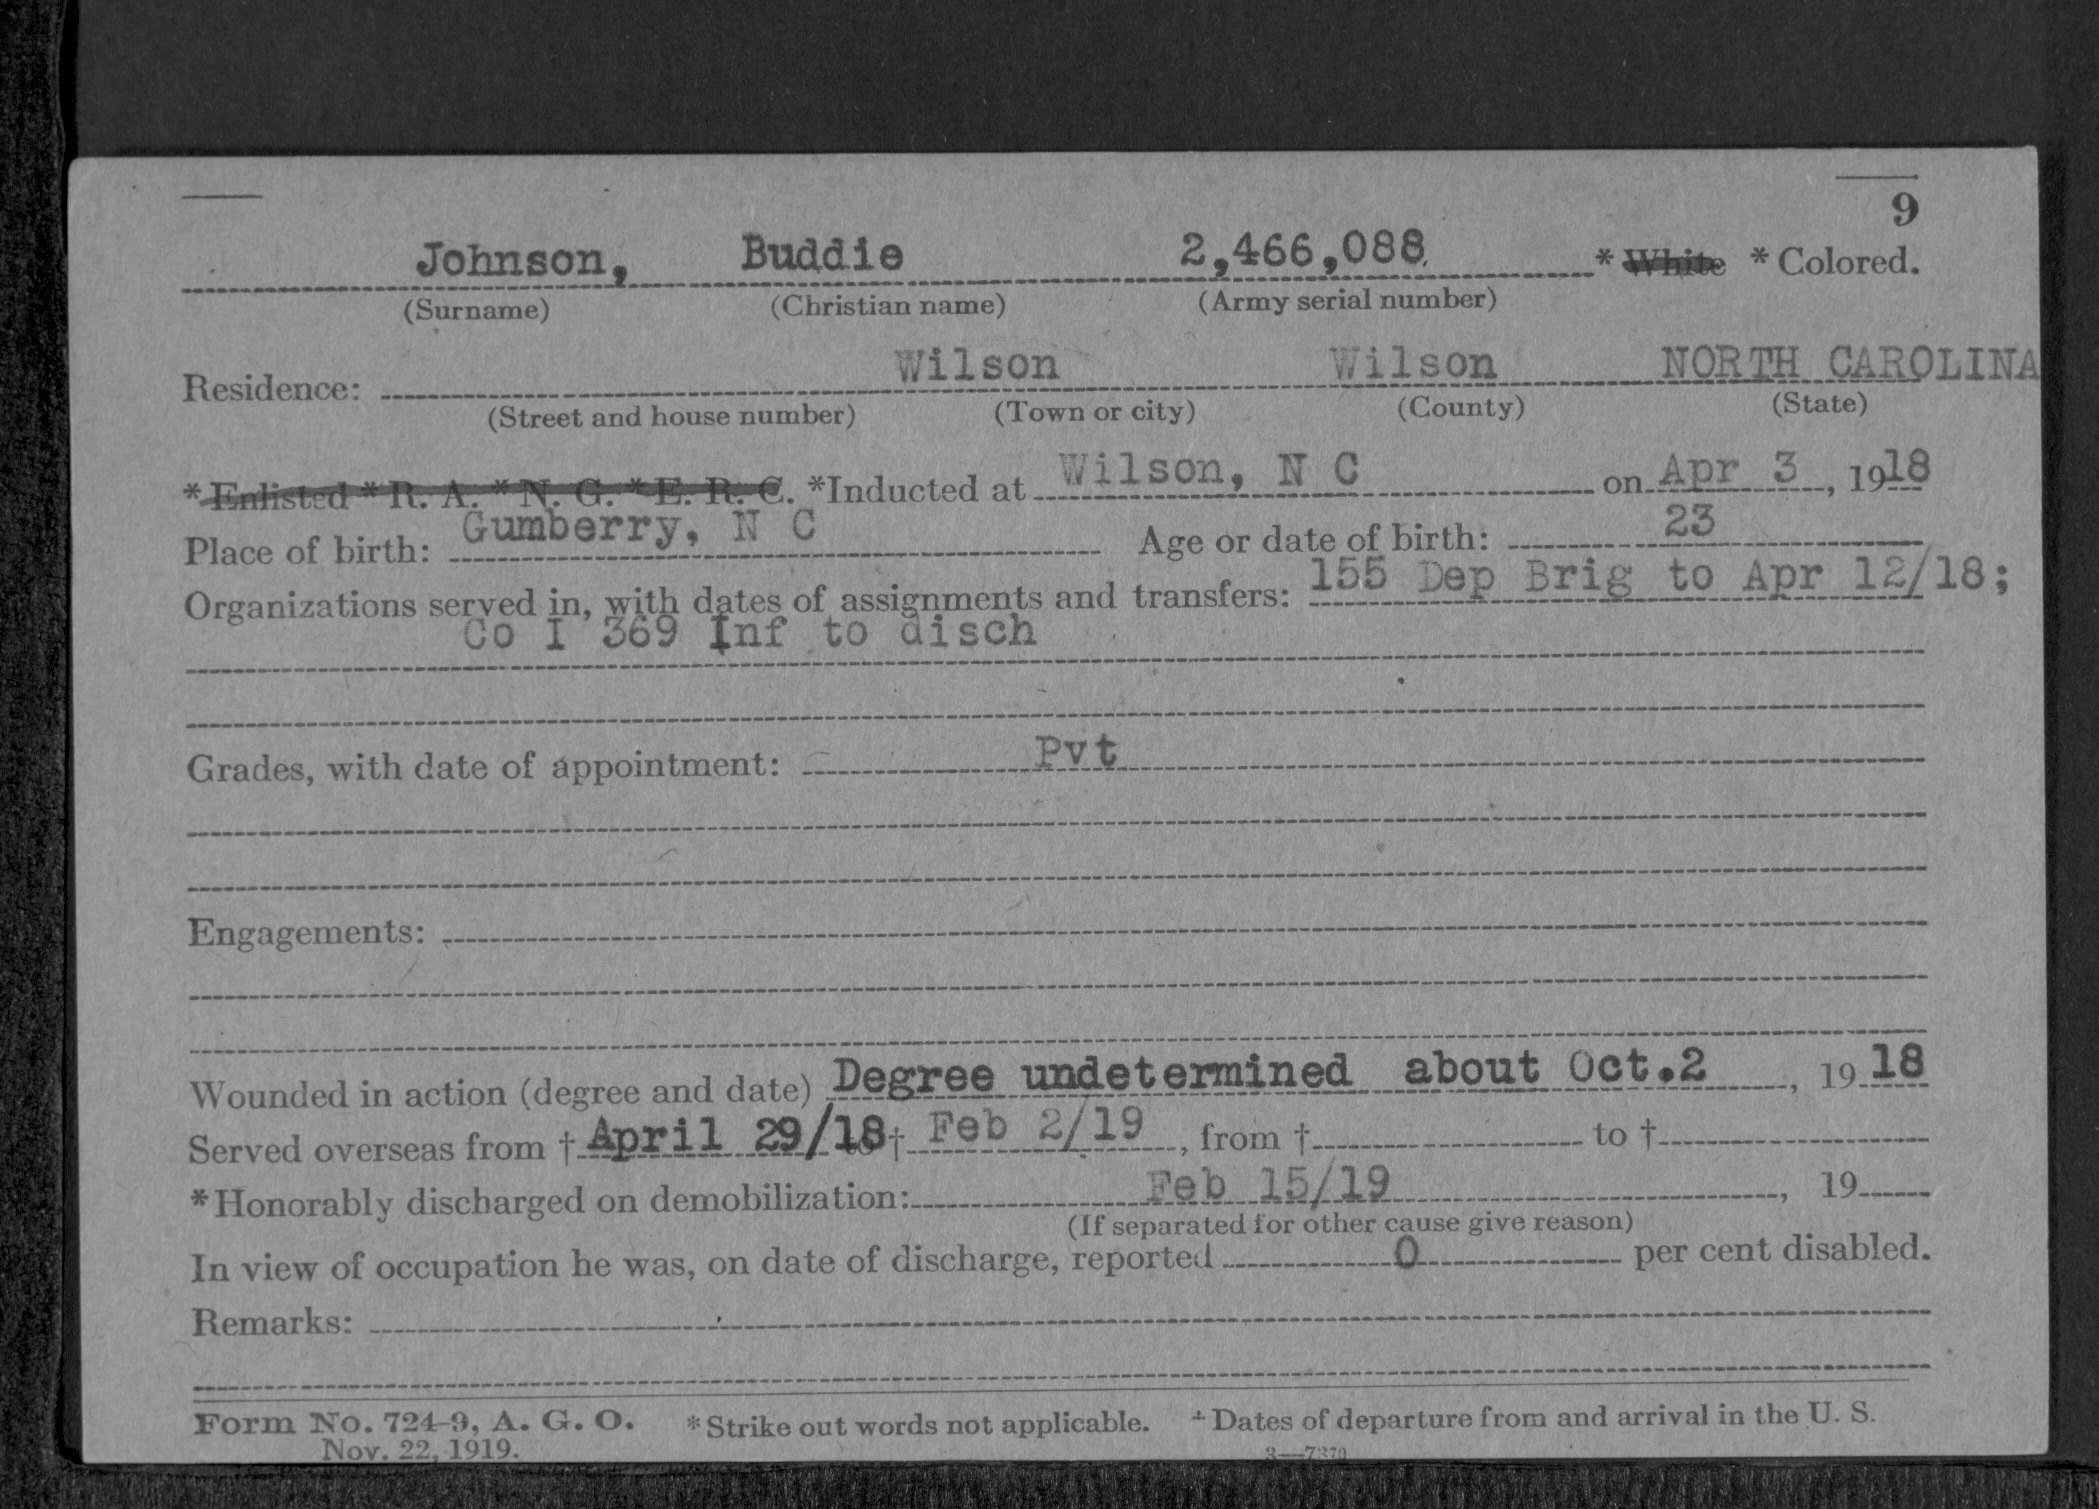 9
Johnson, Buddie 2,466,088 * White * Colored.
(Surname) (Christian name) (Army serial number)
Residence: Wilson Wilson NORTH CAROLINA
(Street and house number) (Town or city) (County) (State)
* Enlisted * R. A. * N. G. * E. R. C. *Inducted at Wilson, N C on Apr 3, 1918
Place of birth: Gumberry, N C Age or date of birth: 23
Organizations served in, with dates of assignments and transfers: 155 Dep Brig to Apr 12/18;
Co I 369 Inf to disch
Grades, with date of appointment: Pvt
Engagements:
Wounded in action (degree and date) Degree undetermined about Oct.2, 1918
Served overseas from † April 29/18 to † Feb 2/19, from † to †
*Honorably discharged on demobilization: Feb 15/19, 19
(If separated for other cause give reason)
In view of occupation he was, on date of discharge, reported 0 per cent disabled.
Remarks:
Form No. 724-9, A. G. O. *Strike out words not applicable. † Dates of departure from and arrival in the U. S.
Nov. 22, 1919. 3—7370